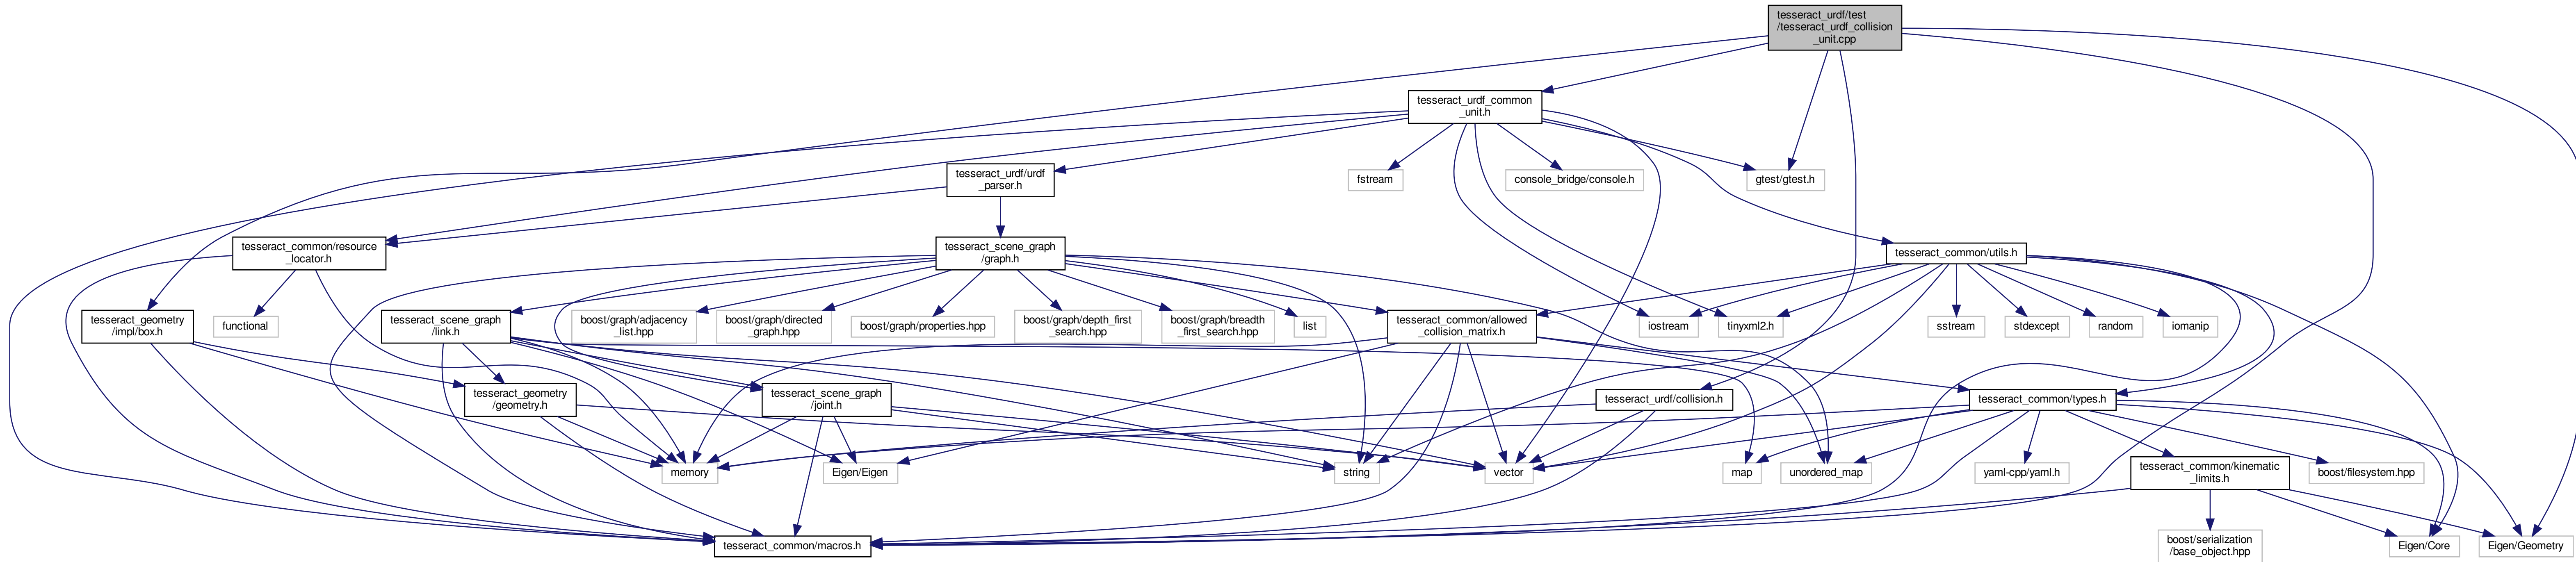 tesseract_urdf/test
/tesseract_urdf_collision
_unit.cpp
tesseract_urdf_common
_unit.h
tesseract_urdf/urdf
_parser.h
fstream
console_bridge/console.h
gtest/gtest.h
tesseract_common/resource
_locator.h
tesseract_scene_graph
/graph.h
tesseract_common/utils.h
tesseract_geometry
/impl/box.h
functional
tesseract_scene_graph
/link.h
boost/graph/adjacency
_list.hpp
boost/graph/directed
_graph.hpp
boost/graph/properties.hpp
boost/graph/depth_first
_search.hpp
boost/graph/breadth
_first_search.hpp
list
tesseract_common/allowed
_collision_matrix.h
iostream
tinyxml2.h
sstream
stdexcept
random
iomanip
tesseract_geometry
/geometry.h
tesseract_scene_graph
/joint.h
tesseract_urdf/collision.h
tesseract_common/types.h
memory
Eigen/Eigen
string
vector
map
unordered_map
yaml-cpp/yaml.h
tesseract_common/kinematic
_limits.h
boost/filesystem.hpp
tesseract_common/macros.h
boost/serialization
/base_object.hpp
Eigen/Core
Eigen/Geometry